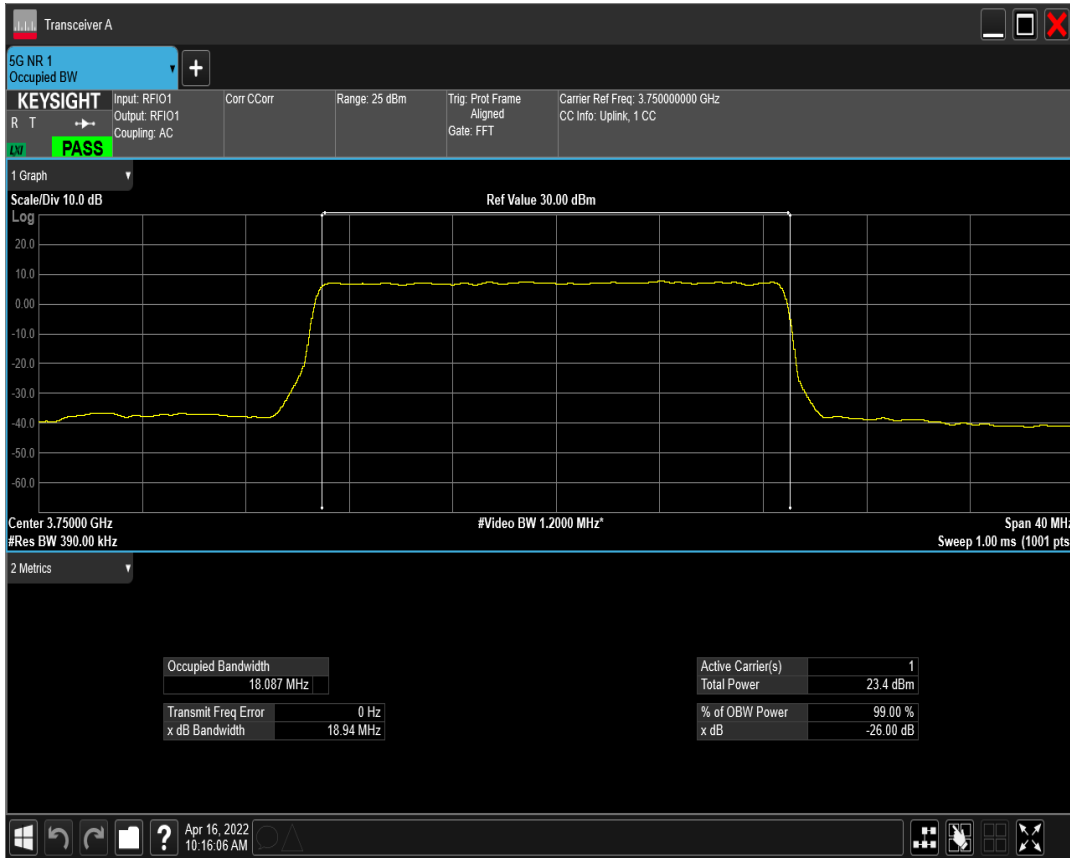 Transceiver A
5G NR 1
Occupied BW
+
KEYSIGHT
R T
LXI
PASS
Input: RFIO1
Output: RFIO1
Coupling: AC
Corr CCorr
Range: 25 dBm
Trig: Prot Frame
Aligned
Gate: FFT
Carrier Ref Freq: 3.750000000 GHz
CC Info: Uplink, 1 CC
1 Graph
Scale/Div 10.0 dB
Ref Value 30.00 dBm
Log
20.0
10.0
0.00
-10.0
-20.0
-30.0
-40.0
-50.0
-60.0
Center 3.75000 GHz
#Video BW 1.2000 MHz*
Span 40 MHz
#Res BW 390.00 kHz
Sweep 1.00 ms (1001 pts
2 Metrics
Occupied Bandwidth
18.087 MHz
Active Carrier(s) 1
Total Power 23.4 dBm
Transmit Freq Error 0 Hz
% of OBW Power 99.00 %
x dB Bandwidth 18.94 MHz
x dB -26.00 dB
?
Apr 16, 2022
10:16:06 AM